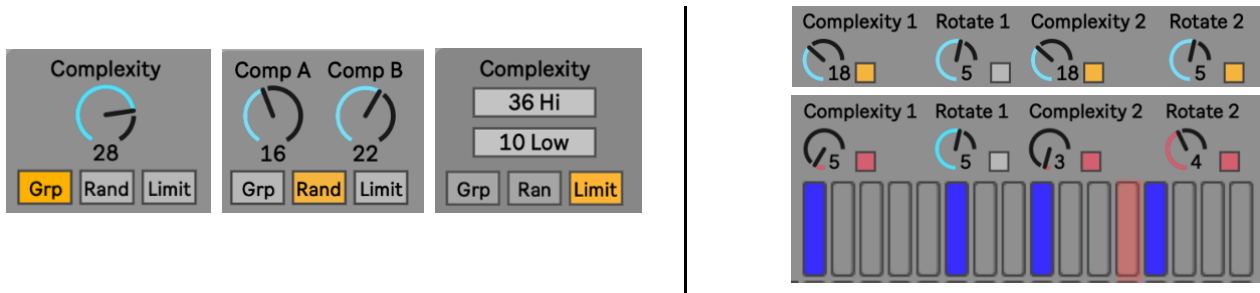 Complexity
28
Grp Rand Limit
Comp A Comp B
16 22
Grp Rand Limit
Complexity
36 Hi
10 Low
Grp Ran Limit
Complexity 1 Rotate 1 Complexity 2 Rotate 2
18 5 18 5
Complexity 1 Rotate 1 Complexity 2 Rotate 2
5 5 3 4